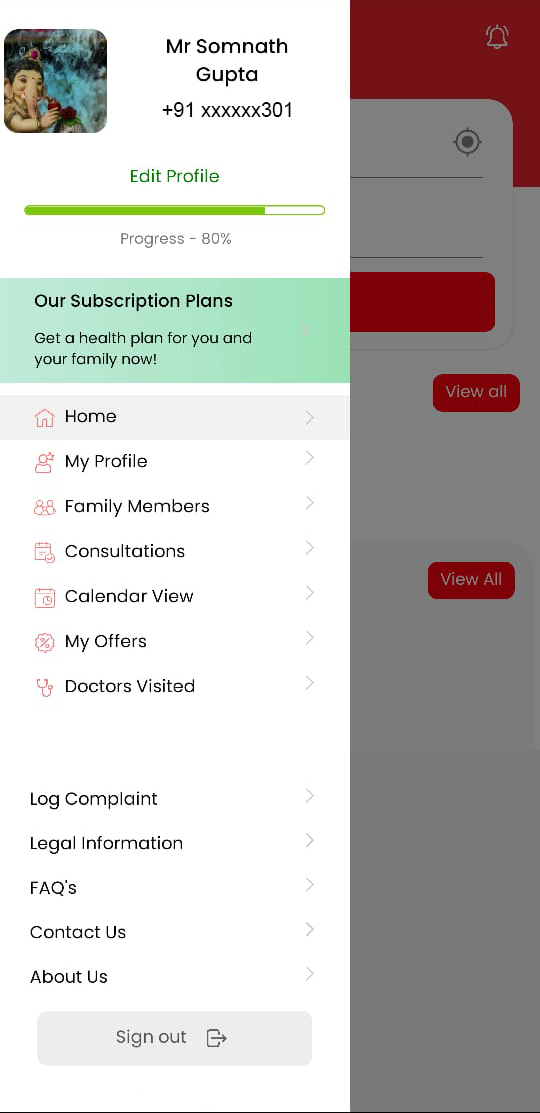 Mr Somnath
Gupta
+91 xxxxxx301
Edit Profile
Progress - 80%
Our Subscription Plans
Get a health plan for you and
your family now!
Home
My Profile
Family Members
Consultations
Calendar View
My Offers
Doctors Visited
Log Complaint
Legal Information
FAQ's
Contact Us
About Us
Sign out
View all
View All